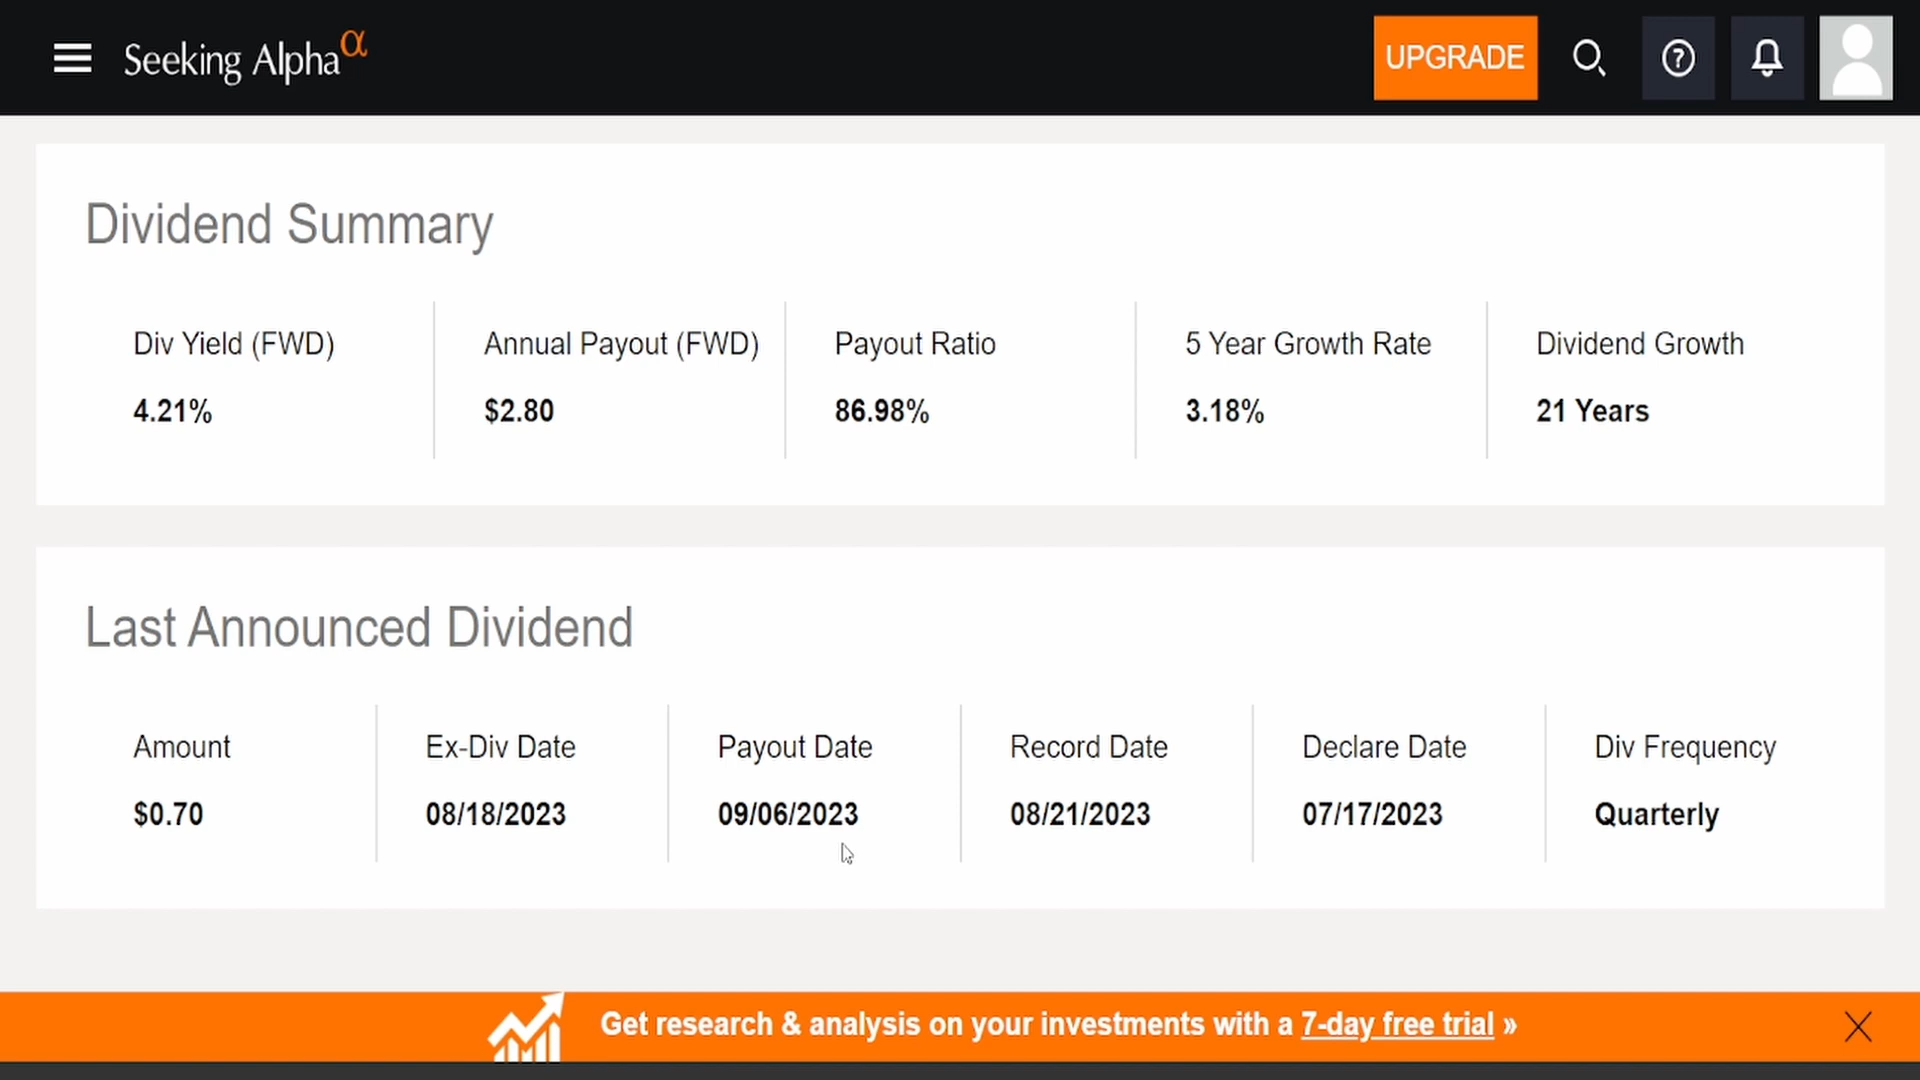 Seeking Alpha α
UPGRADE
Dividend Summary
Div Yield (FWD)
4.21%
Annual Payout (FWD)
$2.80
Payout Ratio
86.98%
5 Year Growth Rate
3.18%
Dividend Growth
21 Years
Last Announced Dividend
Amount
$0.70
Ex-Div Date
08/18/2023
Payout Date
09/06/2023
Record Date
08/21/2023
Declare Date
07/17/2023
Div Frequency
Quarterly
Get research & analysis on your investments with a 7-day free trial »